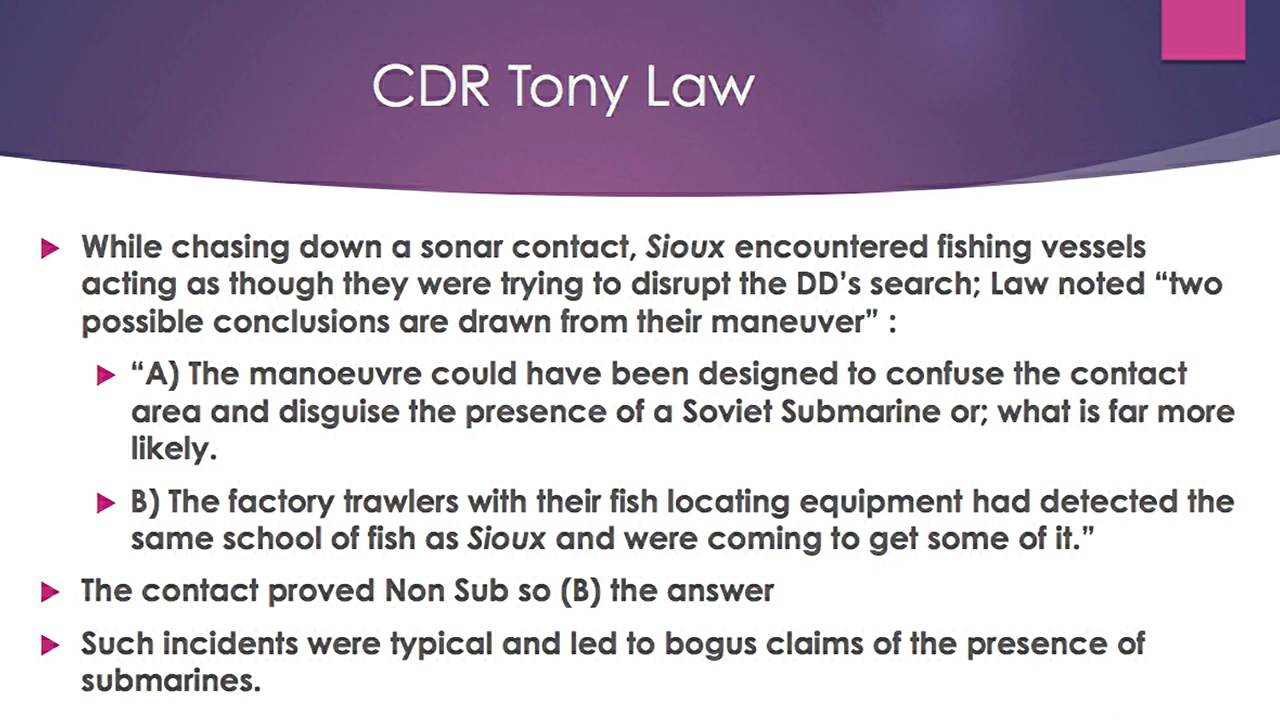 CDR Tony Law
While chasing down a sonar contact, Sioux encountered fishing vessels
acting as though they were trying to disrupt the DD’s search; Law noted “two
possible conclusions are drawn from their maneuver” :
“A) The manoeuvre could have been designed to confuse the contact
area and disguise the presence of a Soviet Submarine or; what is far more
likely.
B) The factory trawlers with their fish locating equipment had detected the
same school of fish as Sioux and were coming to get some of it.”
The contact proved Non Sub so (B) the answer
Such incidents were typical and led to bogus claims of the presence of
submarines.